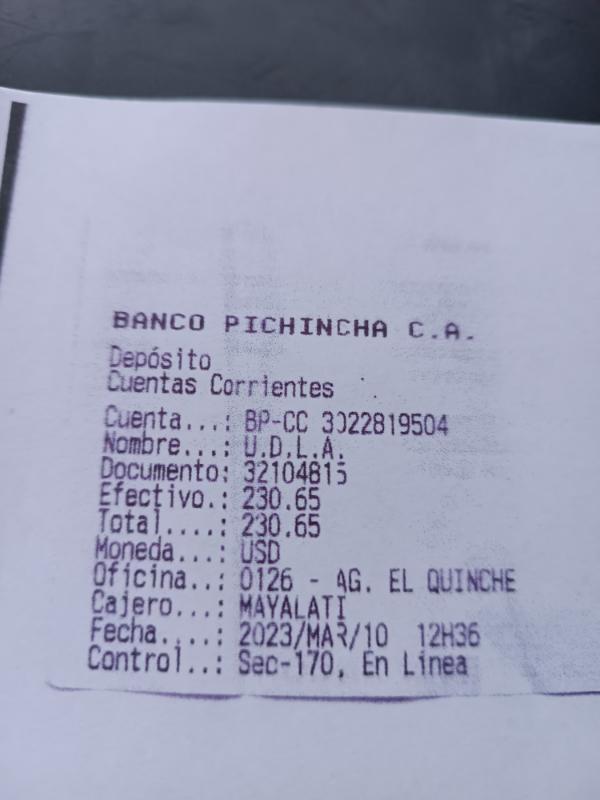 BANCO PICHINCHA C.A.
Depósito
Cuentas Corrientes
Cuenta...: BP-CC 3022819504
Nombre...: U.D.L.A.
Documento: 32104815
Efectivo.: 230.65
Total....: 230.65
Moneda...: USD
Oficina..: 0126 - AG. EL QUINCHE
Cajero...: MAYALATI
Fecha....: 2023/MAR/10 12H36
Control..: Sec-170, En Línea